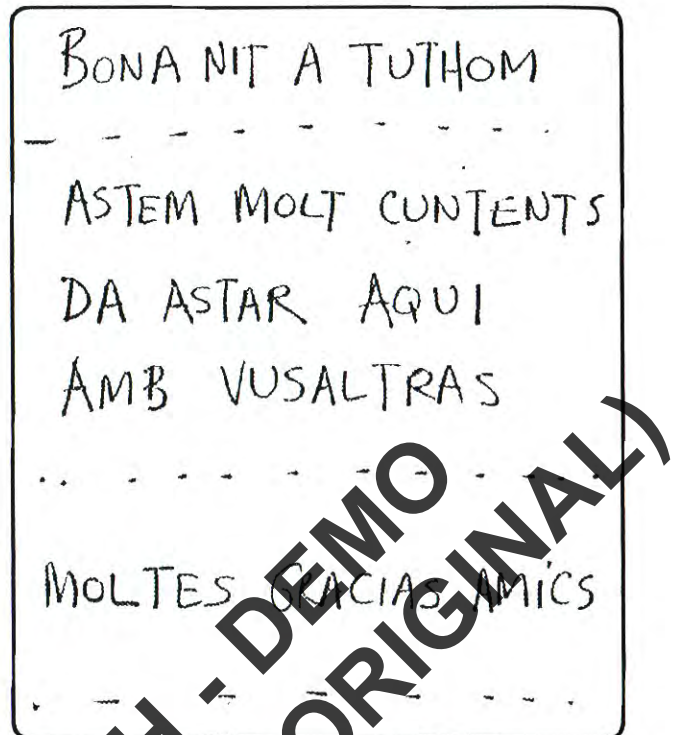 BONA NIT A TUTHOM
ASTEM MOLT CUNTENTS
DA ASTAR AQUI
AMB VUSALTRAS
MOLTES GRACIAS AMICS
H - DEMO
ORIGINAL)